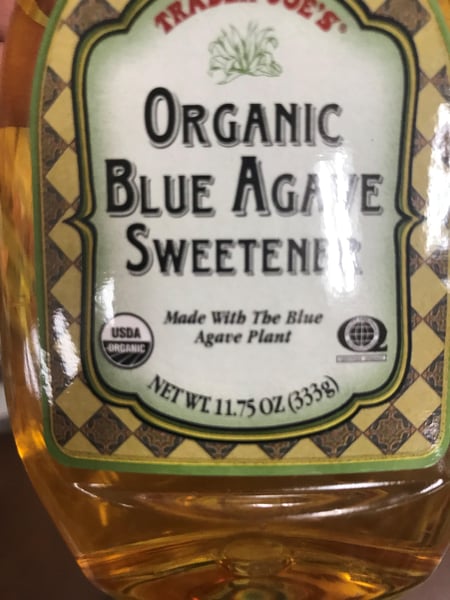 TRADER JOE'S®
ORGANIC
BLUE AGAVE
SWEETENER
Made With The Blue
Agave Plant
USDA
ORGANIC
NET WT. 11.75 OZ (333g)